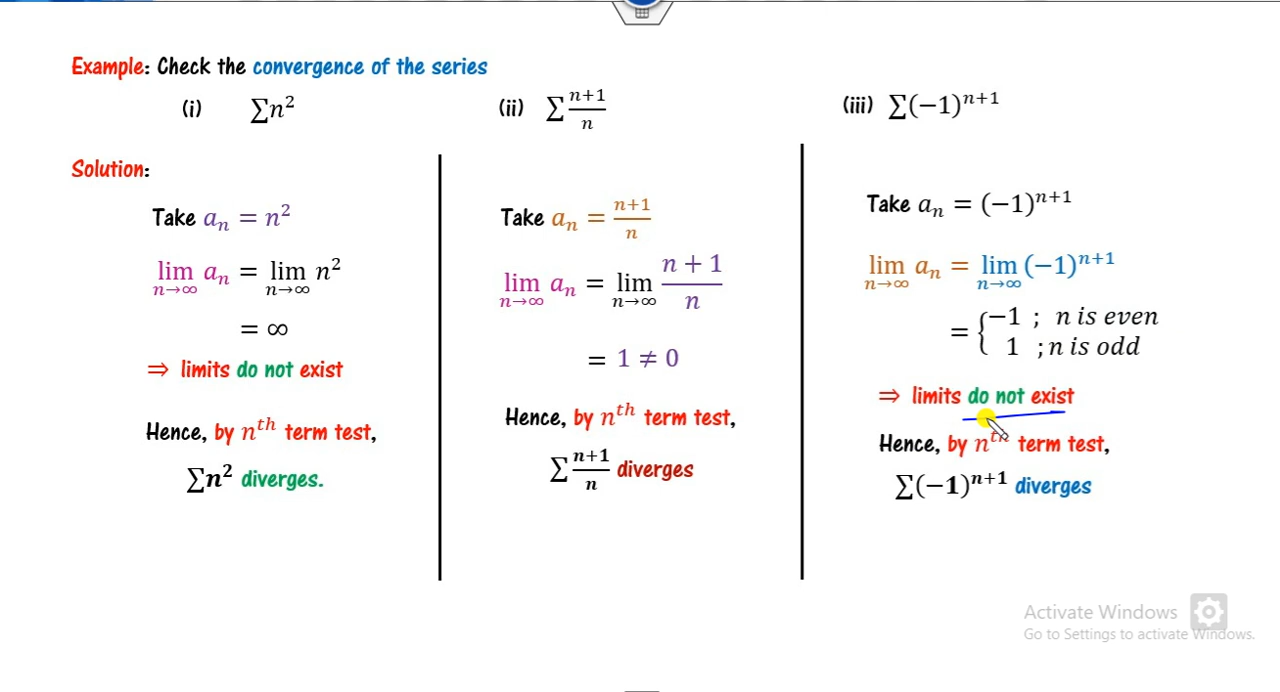 Example: Check the convergence of the series
(i) ∑n²
(ii) ∑ (n+1)/n
(iii) ∑(−1)ⁿ⁺¹
Solution:
Take aₙ = n²
lim n→∞ aₙ = lim n→∞ n²
= ∞
⇒ limits do not exist
Hence, by nᵗʰ term test,
∑n² diverges.
Take aₙ = (n+1)/n
lim n→∞ aₙ = lim n→∞ (n + 1)/n
= 1 ≠ 0
Hence, by nᵗʰ term test,
∑ (n+1)/n diverges
Take aₙ = (−1)ⁿ⁺¹
lim n→∞ aₙ = lim n→∞ (−1)ⁿ⁺¹
= { −1 ; n is even
1 ; n is odd
⇒ limits do not exist
Hence, by nᵗʰ term test,
∑(−1)ⁿ⁺¹ diverges
Activate Windows
Go to Settings to activate Windows.